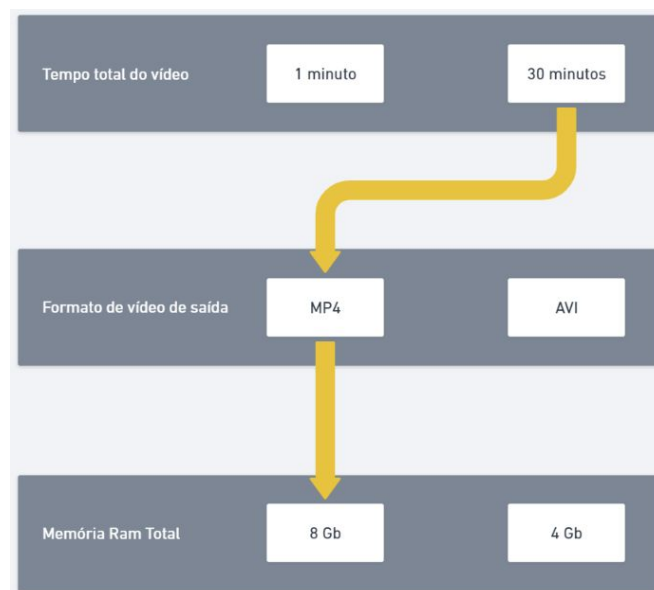 Tempo total do vídeo 1 minuto 30 minutos
Formato de vídeo de saída MP4 AVI
Memória Ram Total 8 Gb 4 Gb